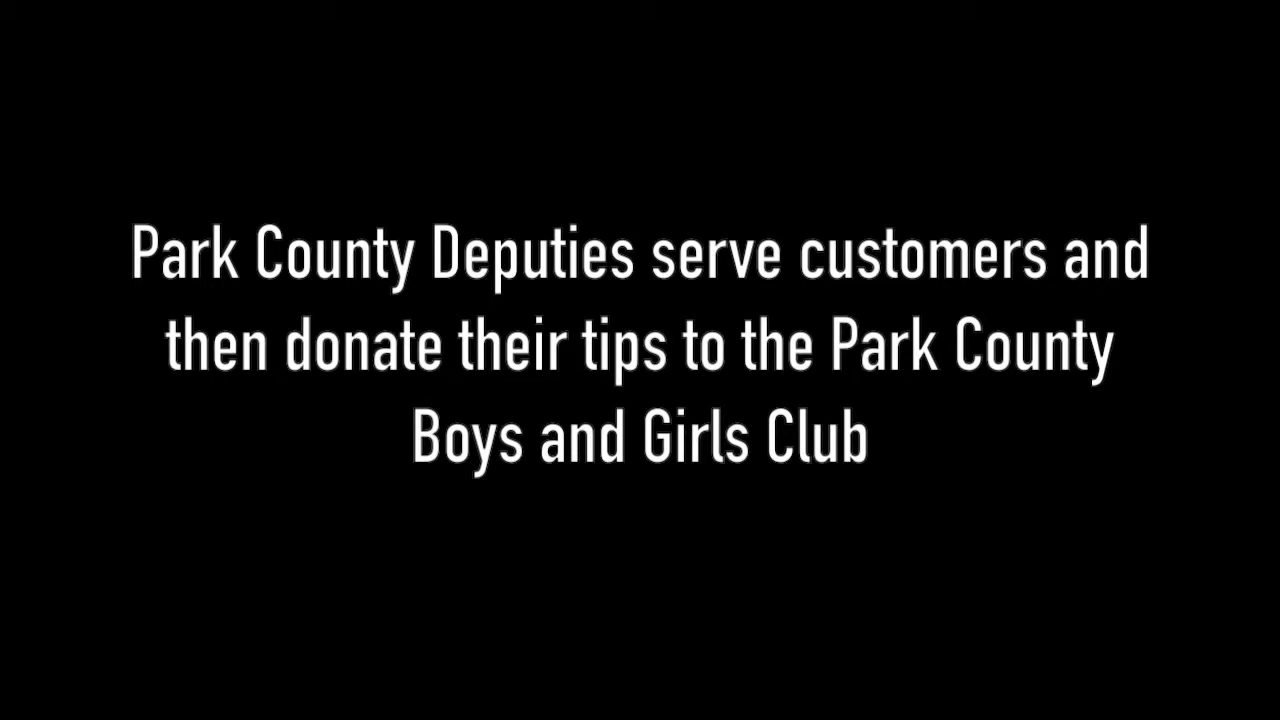 Park County Deputies serve customers and
then donate their tips to the Park County
Boys and Girls Club